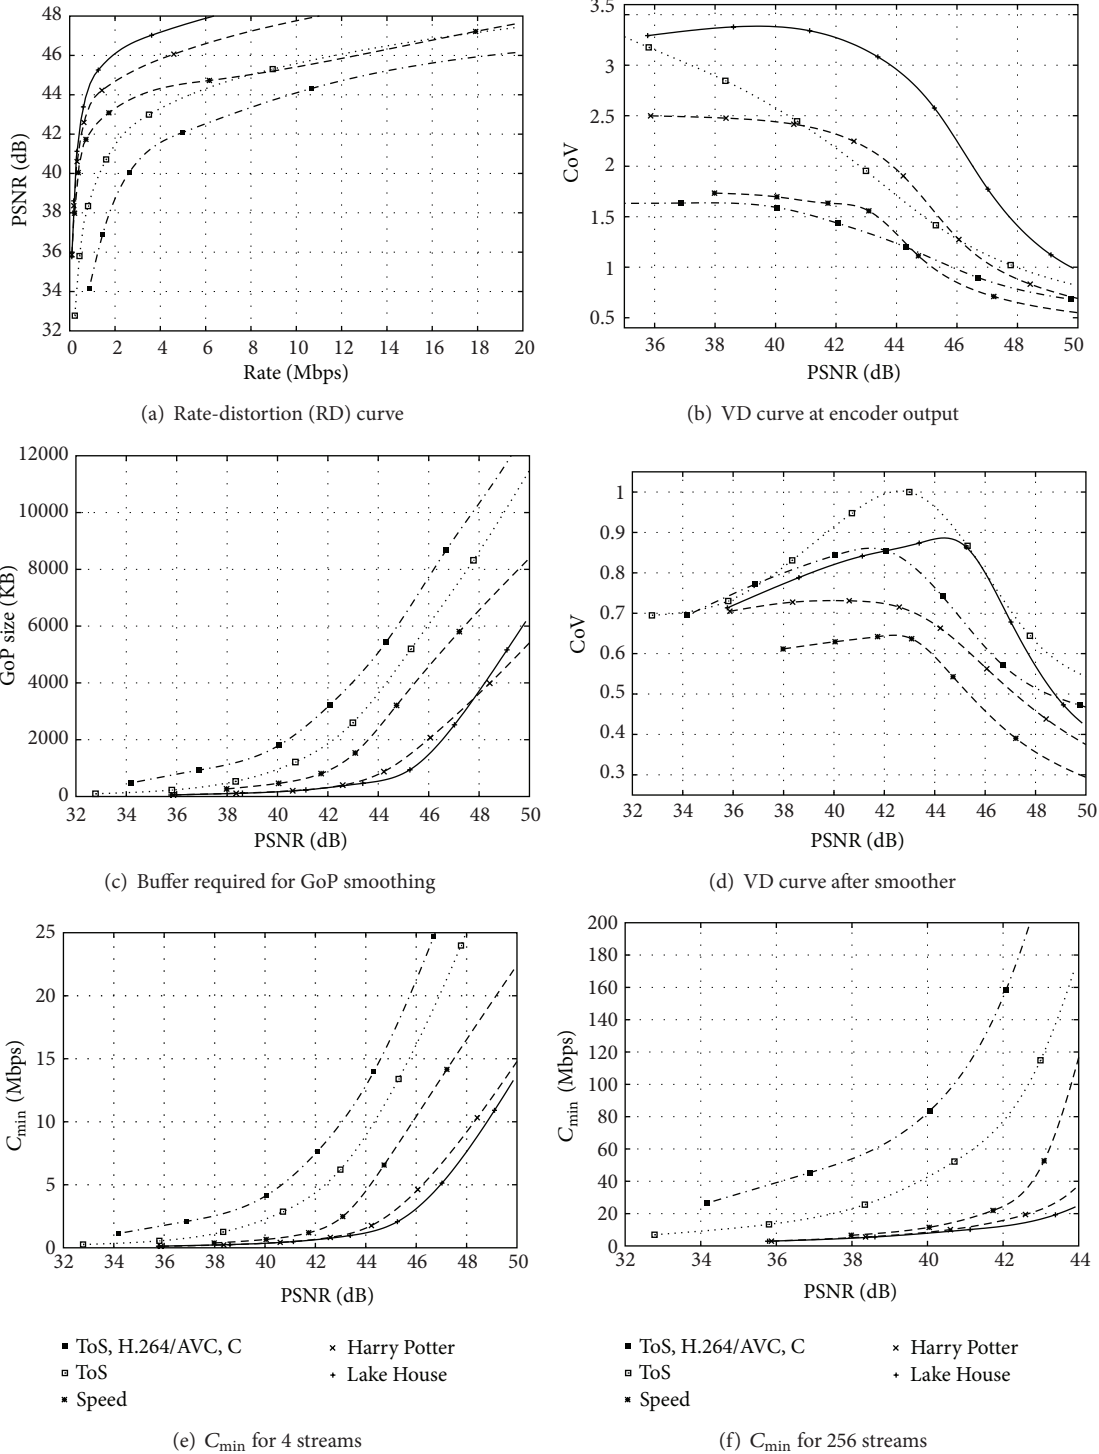 48
46
44
42
40
38
36
34
32
PSNR (dB)
0 2 4 6 8 10 12 14 16 18 20
Rate (Mbps)
(a) Rate-distortion (RD) curve
3.5
3
2.5
2
1.5
1
0.5
CoV
36 38 40 42 44 46 48 50
PSNR (dB)
(b) VD curve at encoder output
12000
10000
8000
6000
4000
2000
0
GoP size (KB)
32 34 36 38 40 42 44 46 48 50
PSNR (dB)
(c) Buffer required for GoP smoothing
1
0.9
0.8
0.7
0.6
0.5
0.4
0.3
CoV
32 34 36 38 40 42 44 46 48 50
PSNR (dB)
(d) VD curve after smoother
25
20
15
10
5
0
Cmin (Mbps)
32 34 36 38 40 42 44 46 48 50
PSNR (dB)
ToS, H.264/AVC, C
ToS
Speed
Harry Potter
Lake House
(e) Cmin for 4 streams
200
180
160
140
120
100
80
60
40
20
0
Cmin (Mbps)
32 34 36 38 40 42 44
PSNR (dB)
ToS, H.264/AVC, C
ToS
Speed
Harry Potter
Lake House
(f) Cmin for 256 streams